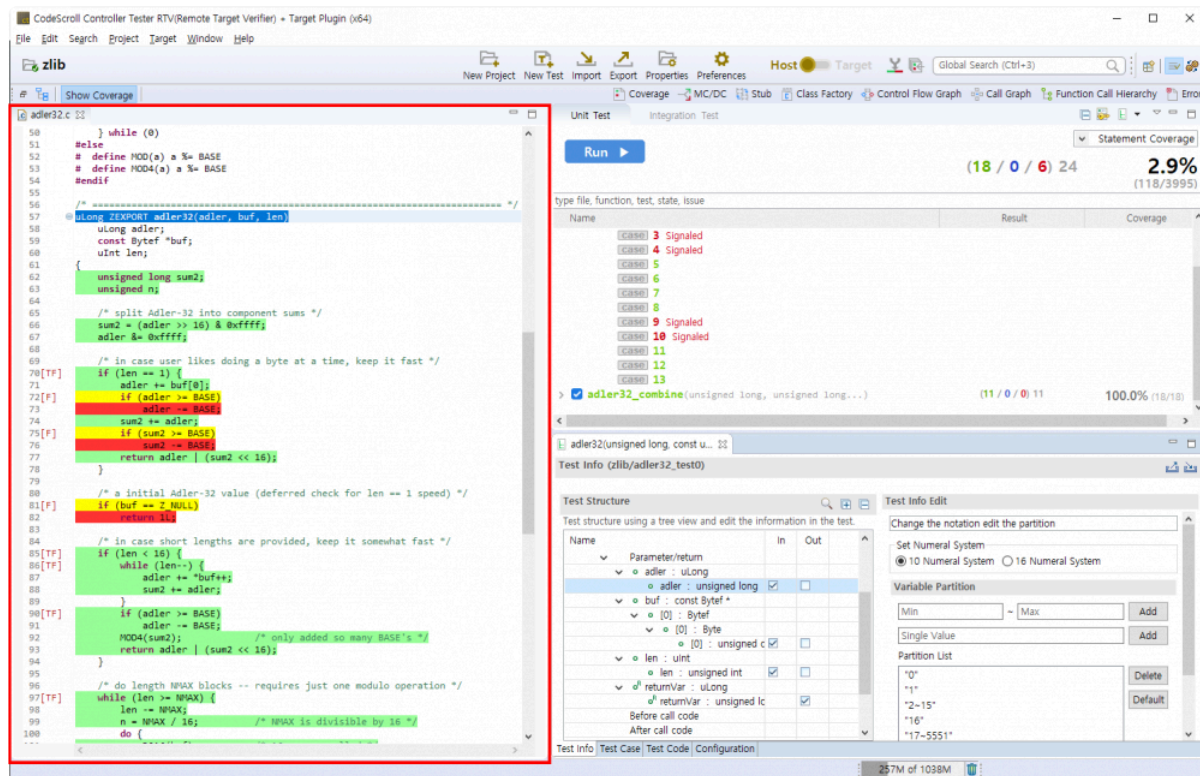 CodeScroll Controller Tester RTV(Remote Target Verifier) + Target Plugin (x64)
File Edit Search Project Target Window Help
zlib
New Project New Test Import Export Properties Preferences
Host Target
Global Search (Ctrl+3)
Show Coverage
Coverage MC/DC Stub Class Factory Control Flow Graph Call Graph Function Call Hierarchy Erro
adler32.c
50 } while (0)
51 #else
52 # define MOD(a) a %= BASE
53 # define MOD4(a) a %= BASE
54 #endif
55
56 /* ========================================================================= */
57 uLong ZEXPORT adler32(adler, buf, len)
58 uLong adler;
59 const Bytef *buf;
60 uInt len;
61 {
62 unsigned long sum2;
63 unsigned n;
64
65 /* split Adler-32 into component sums */
66 sum2 = (adler >> 16) & 0xffff;
67 adler &= 0xffff;
68
69 /* in case user likes doing a byte at a time, keep it fast */
70[TF] if (len == 1) {
71 adler += buf[0];
72[F] if (adler >= BASE)
73 adler -= BASE;
74 sum2 += adler;
75[F] if (sum2 >= BASE)
76 sum2 -= BASE;
77 return adler | (sum2 << 16);
78 }
79
80 /* a initial Adler-32 value (deferred check for len == 1 speed) */
81[F] if (buf == Z_NULL)
82 return 1L;
83
84 /* in case short lengths are provided, keep it somewhat fast */
85[TF] if (len < 16) {
86[TF] while (len--) {
87 adler += *buf++;
88 sum2 += adler;
89 }
90[TF] if (adler >= BASE)
91 adler -= BASE;
92 MOD4(sum2); /* only added so many BASE's */
93 return adler | (sum2 << 16);
94 }
95
96 /* do length NMAX blocks -- requires just one modulo operation */
97[TF] while (len >= NMAX) {
98 len -= NMAX;
99 n = NMAX / 16; /* NMAX is divisible by 16 */
100 do {
Unit Test Integration Test
Statement Coverage
Run
(18 / 0 / 6) 24
2.9%
(118/3995)
type file, function, test, state, issue
Name Result Coverage
case 3 Signaled
case 4 Signaled
case 5
case 6
case 7
case 8
case 9 Signaled
case 10 Signaled
case 11
case 12
case 13
adler32_combine(unsigned long, unsigned long...) (11 / 0 / 0) 11 100.0% (18/18)
adler32(unsigned long, const u...
Test Info (zlib/adler32_test0)
Test Structure
Test structure using a tree view and edit the information in the test.
Name In Out
Parameter/return
adler : uLong
adler : unsigned long
buf : const Bytef *
[0] : Bytef
[0] : Byte
[0] : unsigned c
len : uInt
len : unsigned int
returnVar : uLong
returnVar : unsigned lc
Before call code
After call code
Test Info Edit
Change the notation edit the partition
Set Numeral System
10 Numeral System 16 Numeral System
Variable Partition
Min ~ Max Add
Single Value Add
Partition List
"0"
"1"
"2~15"
"16"
"17~5551"
Delete
Default
Test Info Test Case Test Code Configuration
257M of 1038M